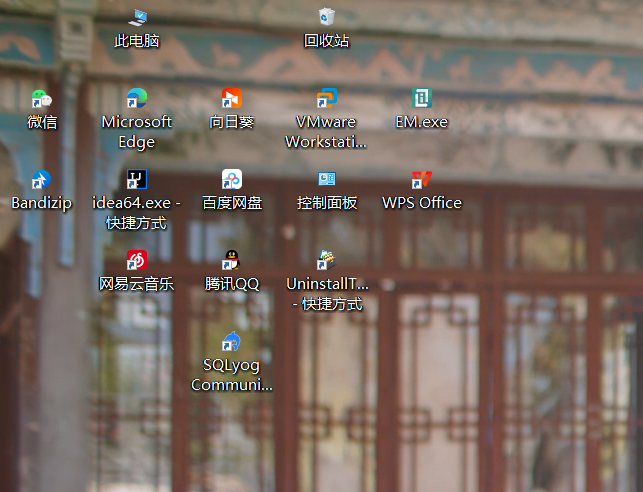 此电脑
回收站
微信
Microsoft
Edge
向日葵
VMware
Workstati...
EM.exe
Bandizip
idea64.exe -
快捷方式
百度网盘
控制面板
WPS Office
网易云音乐
腾讯QQ
UninstallT...
- 快捷方式
SQLyog
Communi...